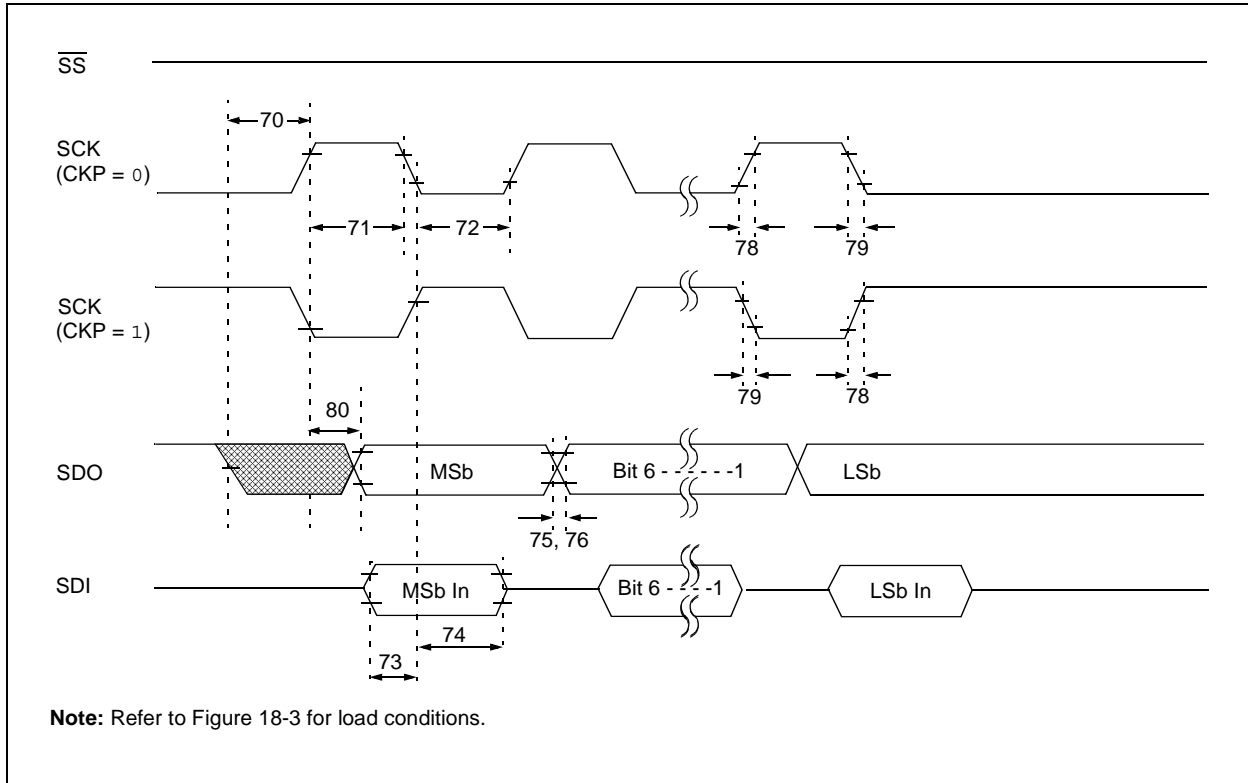 SS
70
SCK
(CKP = 0)
71
72
78
79
SCK
(CKP = 1)
79
78
80
SDO
MSb
Bit 6 - - - - - -1
LSb
75, 76
SDI
MSb In
Bit 6 - - - -1
LSb In
74
73
Note: Refer to Figure 18-3 for load conditions.